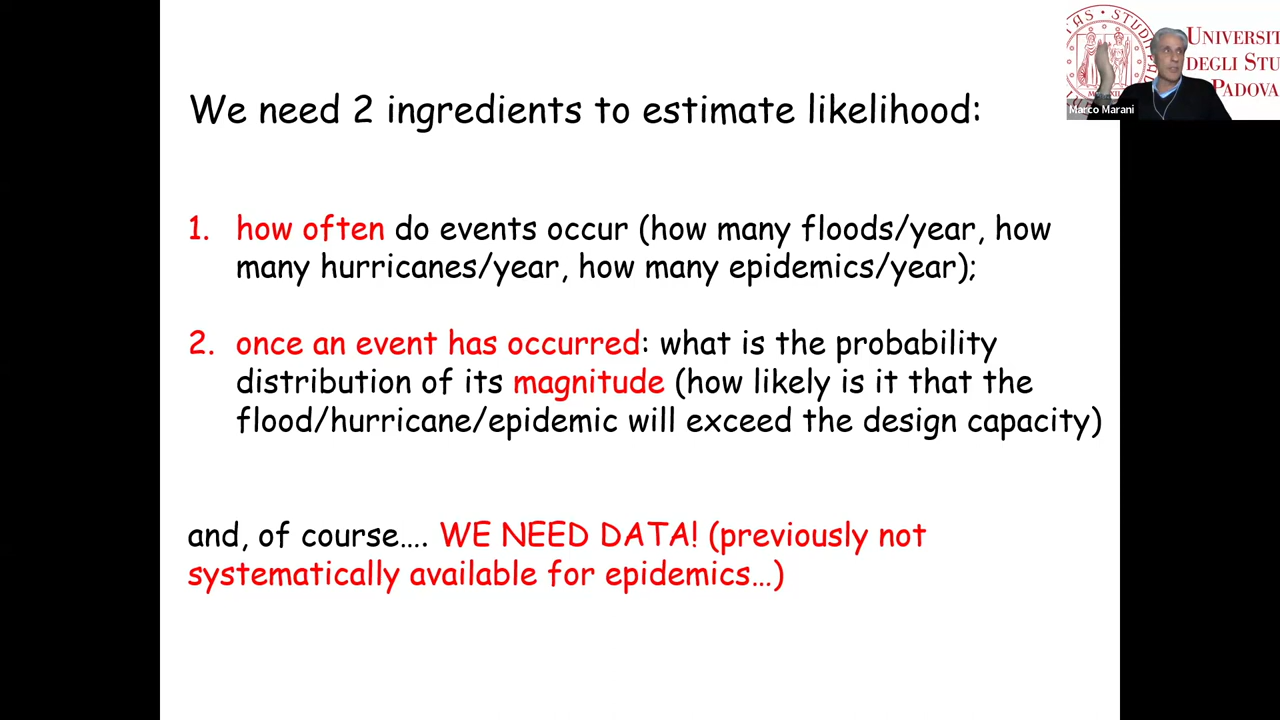 We need 2 ingredients to estimate likelihood:
1. how often do events occur (how many floods/year, how
many hurricanes/year, how many epidemics/year);
2. once an event has occurred: what is the probability
distribution of its magnitude (how likely is it that the
flood/hurricane/epidemic will exceed the design capacity)
and, of course…. WE NEED DATA! (previously not
systematically available for epidemics…)
UNIVERSIT
DEGLI STU
PADOVA
Marco Marani